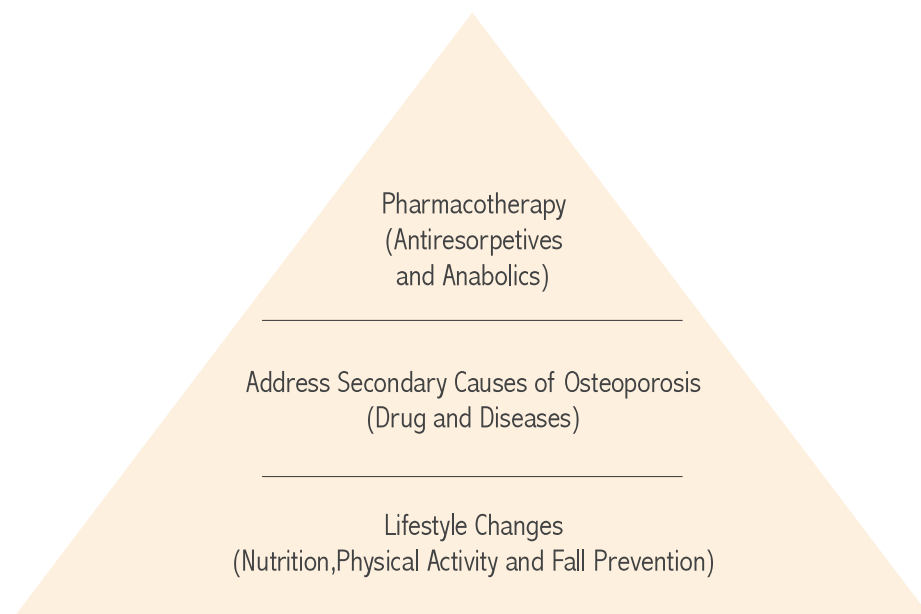 Pharmacotherapy
(Antiresorpetives
and Anabolics)
Address Secondary Causes of Osteoporosis
(Drug and Diseases)
Lifestyle Changes
(Nutrition,Physical Activity and Fall Prevention)